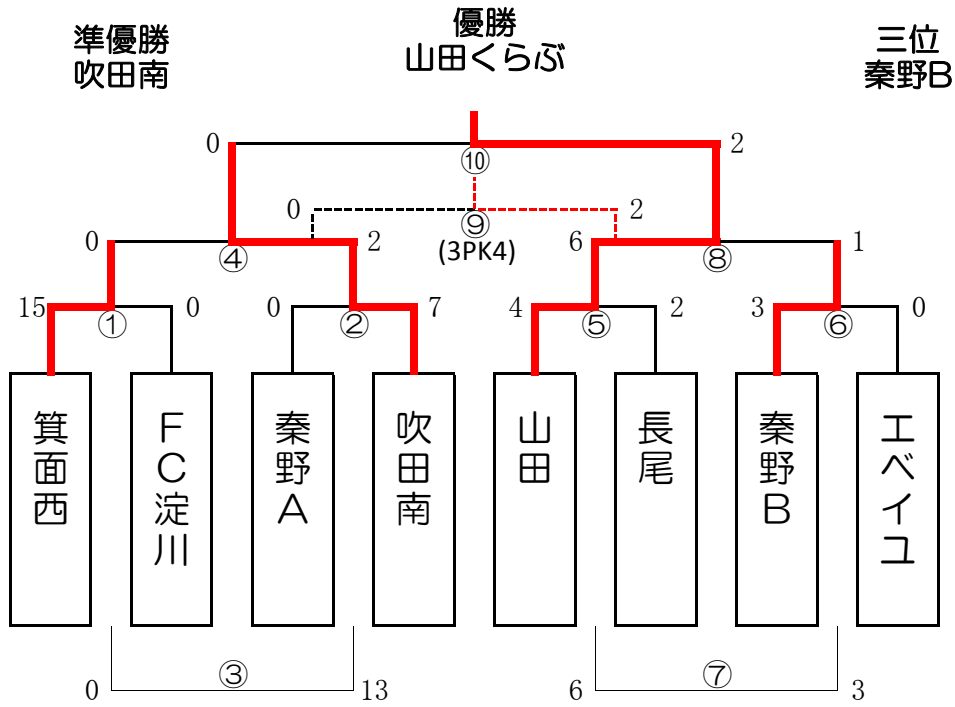 準優勝
吹田南
優勝
山田くらぶ
三位
秦野B
0
⑩
2
0
⑨
2
(3PK4)
0
④
2
6
⑧
1
15
①
0
0
②
7
4
⑤
2
3
⑥
0
箕面西
FC淀川
秦野A
吹田南
山田
長尾
秦野B
エベイユ
0
③
13
6
⑦
3